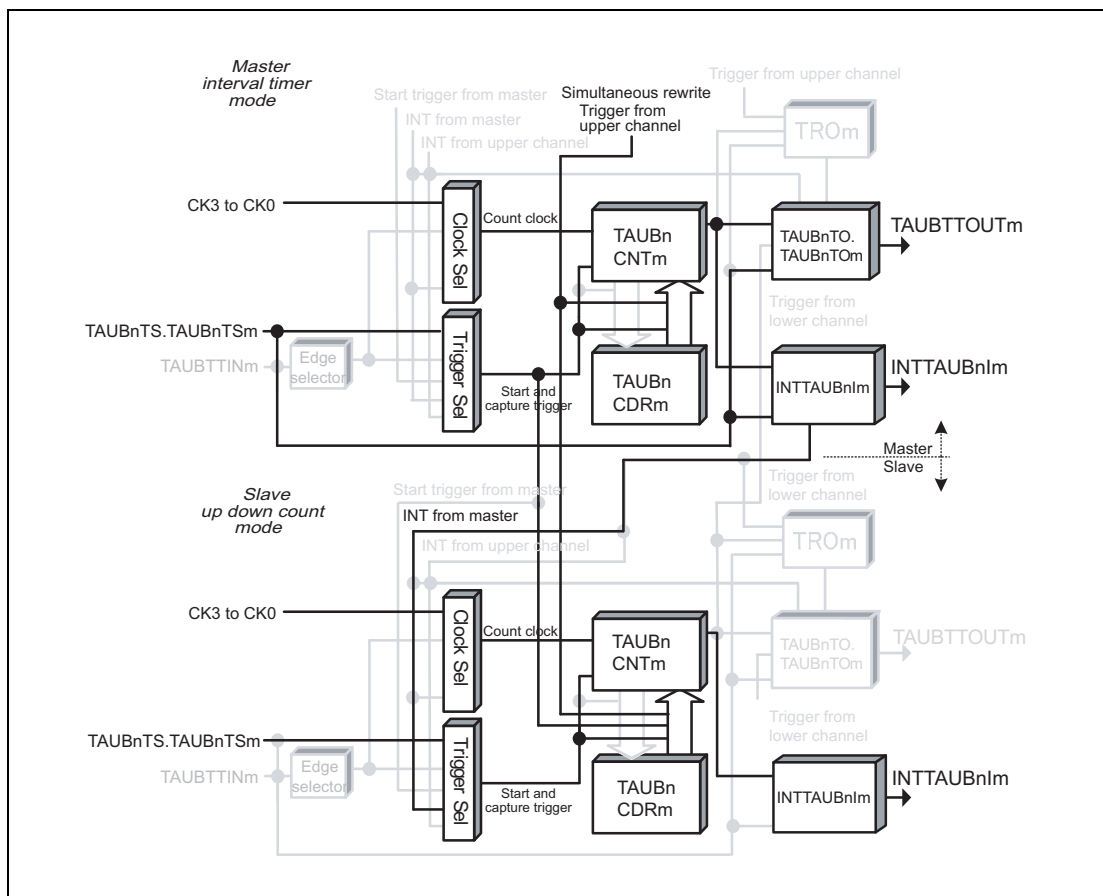 Master
interval timer
mode
Trigger from upper channel
Simultaneous rewrite
Trigger from
upper channel
Start trigger from master
INT from master
INT from upper channel
TROm
CK3 to CK0
Clock Sel
Count clock
TAUBn
CNTm
TAUBnTO.
TAUBnTOm
TAUBTTOUTm
Trigger from
lower channel
TAUBnTS.TAUBnTSm
TAUBTTINm
Edge
selector
Trigger Sel
Start and
capture trigger
TAUBn
CDRm
INTTAUBnIm
INTTAUBnIm
Master
Slave
Slave
up down count
mode
Start trigger from master
INT from master
INT from upper channel
Trigger from
lower channel
TROm
CK3 to CK0
Clock Sel
Count clock
TAUBn
CNTm
TAUBnTO.
TAUBnTOm
TAUBTTOUTm
Trigger from
lower channel
TAUBnTS.TAUBnTSm
TAUBTTINm
Edge
selector
Trigger Sel
Start and
capture trigger
TAUBn
CDRm
INTTAUBnIm
INTTAUBnIm